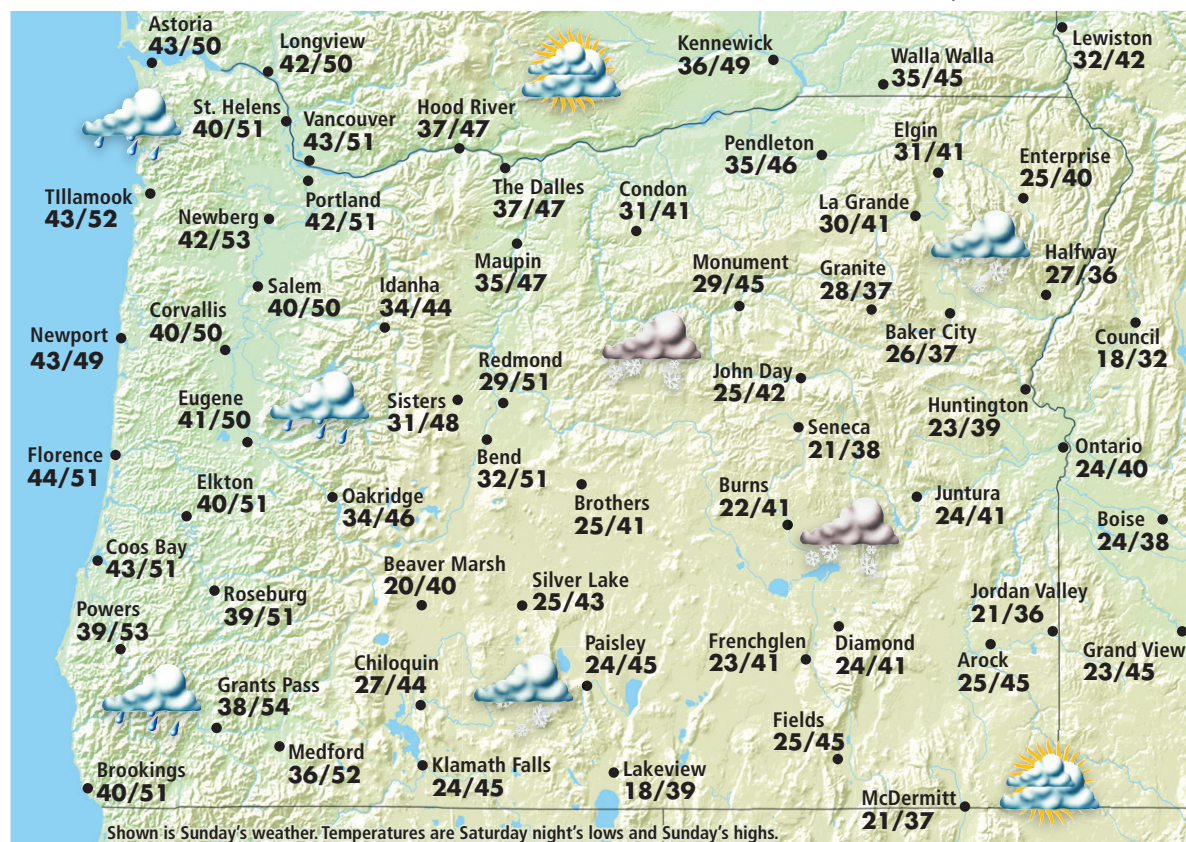 Astoria
43/50
Longview
42/50
Kennewick
36/49
Walla Walla
35/45
Lewiston
32/42
St. Helens
40/51
Vancouver
43/51
Hood River
37/47
Pendleton
35/46
Elgin
31/41
Enterprise
25/40
TIllamook
43/52
Newberg
42/53
Portland
42/51
The Dalles
37/47
Condon
31/41
La Grande
30/41
Maupin
35/47
Monument
29/45
Granite
28/37
Halfway
27/36
Salem
40/50
Idanha
34/44
Corvallis
40/50
Newport
43/49
Baker City
26/37
Council
18/32
Redmond
29/51
John Day
25/42
Eugene
41/50
Sisters
31/48
Huntington
23/39
Seneca
21/38
Florence
44/51
Bend
32/51
Ontario
24/40
Elkton
40/51
Oakridge
34/46
Brothers
25/41
Burns
22/41
Juntura
24/41
Boise
24/38
Coos Bay
43/51
Beaver Marsh
20/40
Silver Lake
25/43
Roseburg
39/51
Jordan Valley
21/36
Powers
39/53
Paisley
24/45
Frenchglen
23/41
Diamond
24/41
Arock
25/45
Grand View
23/45
Chiloquin
27/44
Grants Pass
38/54
Fields
25/45
Medford
36/52
Klamath Falls
24/45
Lakeview
18/39
Brookings
40/51
McDermitt
21/37
Shown is Sunday's weather. Temperatures are Saturday night's lows and Sunday's highs.